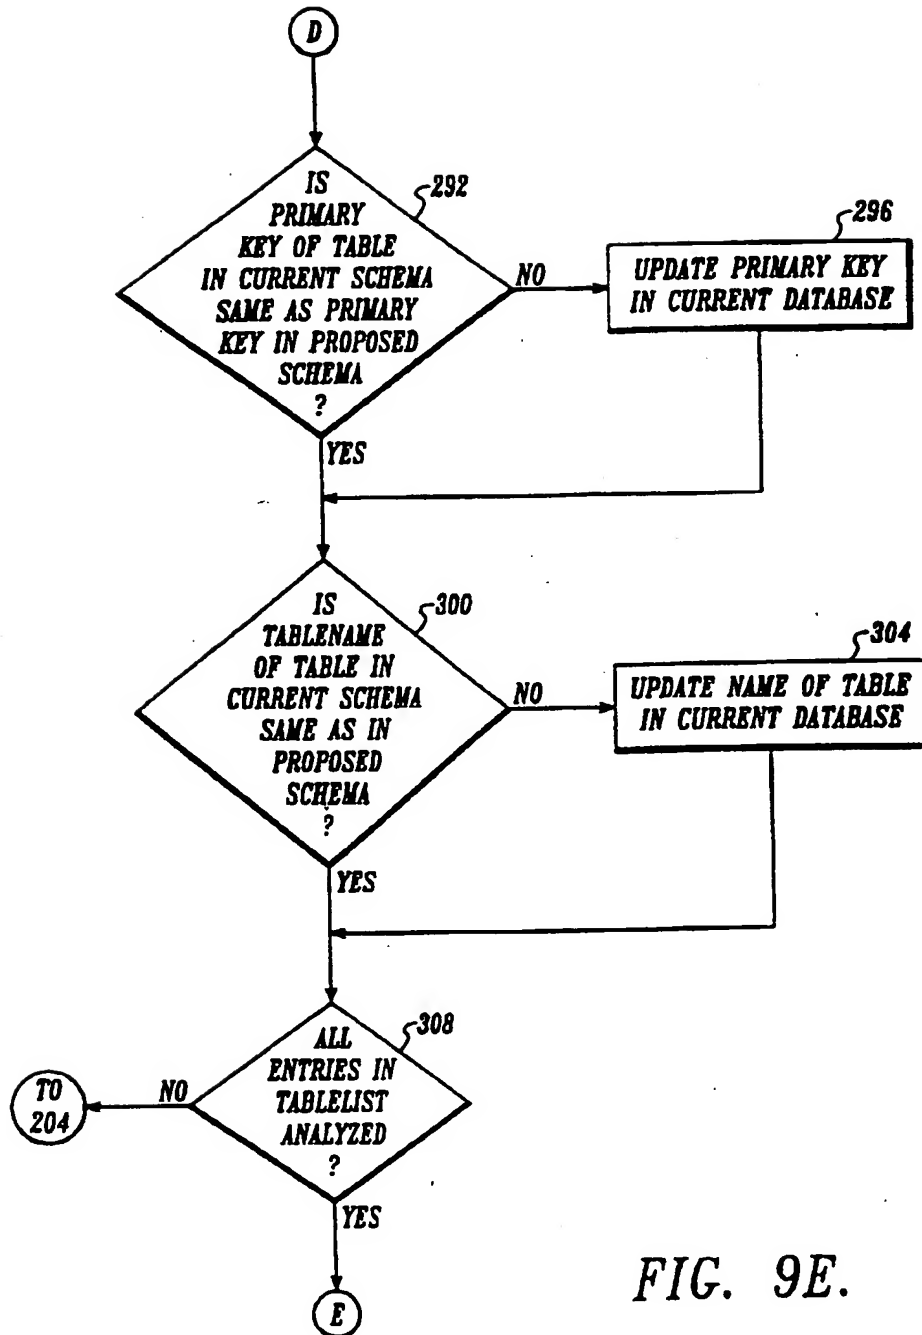 D
IS
PRIMARY
KEY OF TABLE
IN CURRENT SCHEMA
SAME AS PRIMARY
KEY IN PROPOSED
SCHEMA
?
292
NO
296
UPDATE PRIMARY KEY
IN CURRENT DATABASE
YES
IS
TABLENAME
OF TABLE IN
CURRENT SCHEMA
SAME AS IN
PROPOSED
SCHEMA
?
300
NO
304
UPDATE NAME OF TABLE
IN CURRENT DATABASE
YES
ALL
ENTRIES IN
TABLELIST
ANALYZED
?
308
NO
TO
204
YES
E
FIG. 9E.